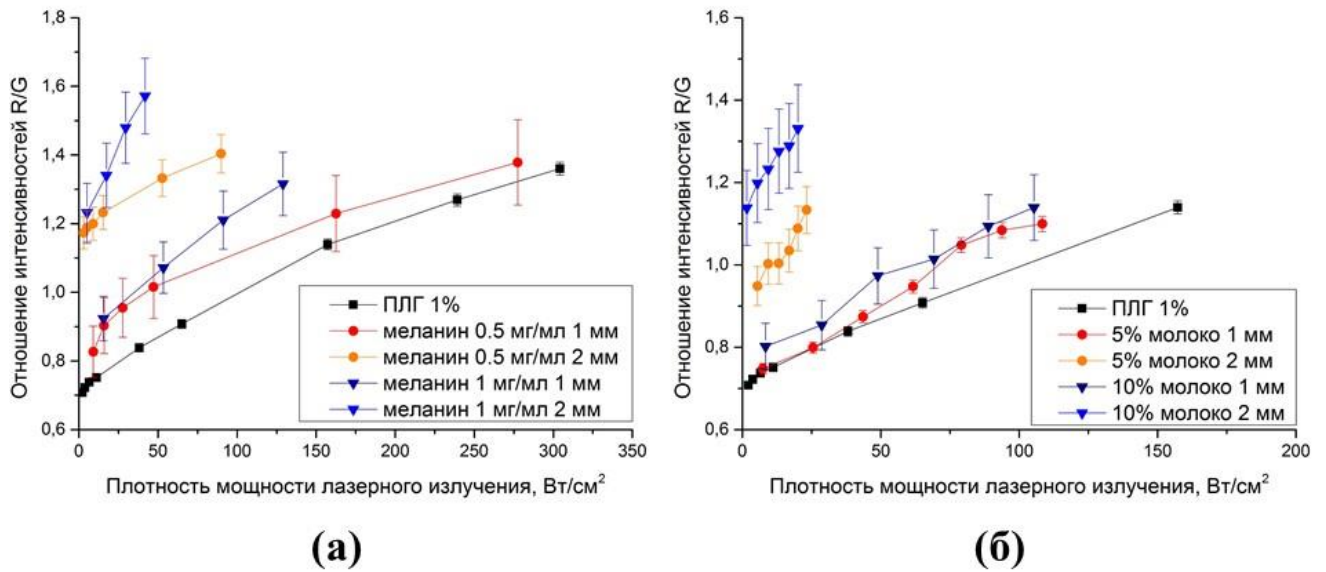 Отношение интенсивностей R/G
1,8
1,6
1,4
1,2
1,0
0,8
0,6
ПЛГ 1%
меланин 0.5 мг/мл 1 мм
меланин 0.5 мг/мл 2 мм
меланин 1 мг/мл 1 мм
меланин 1 мг/мл 2 мм
0 50 100 150 200 250 300 350
Плотность мощности лазерного излучения, Вт/см²
(а)
Отношение интенсивностей R/G
1,6
1,4
1,2
1,0
0,8
0,6
ПЛГ 1%
5% молоко 1 мм
5% молоко 2 мм
10% молоко 1 мм
10% молоко 2 мм
0 50 100 150 200
Плотность мощности лазерного излучения, Вт/см²
(б)